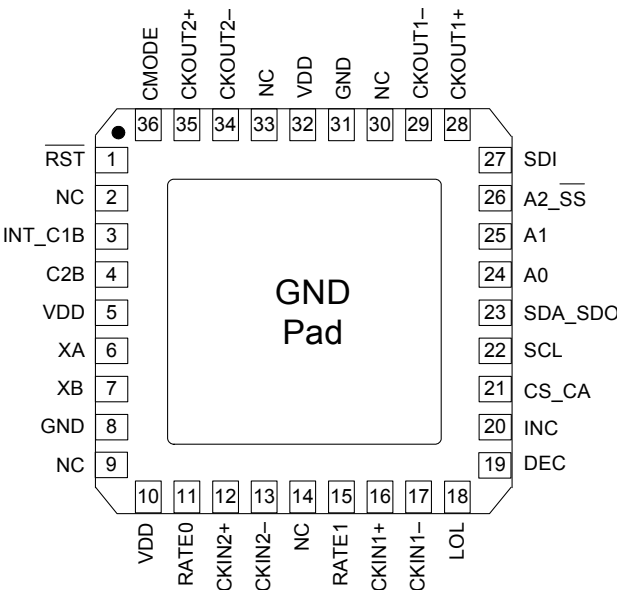 CMODE
CKOUT2+
CKOUT2–
NC
VDD
GND
NC
CKOUT1–
CKOUT1+
36 35 34 33 32 31 30 29 28
RST 1
NC 2
INT_C1B 3
C2B 4
VDD 5
XA 6
XB 7
GND 8
NC 9
GND
Pad
27 SDI
26 A2_SS
25 A1
24 A0
23 SDA_SDO
22 SCL
21 CS_CA
20 INC
19 DEC
10 11 12 13 14 15 16 17 18
VDD
RATE0
CKIN2+
CKIN2–
NC
RATE1
CKIN1+
CKIN1–
LOL